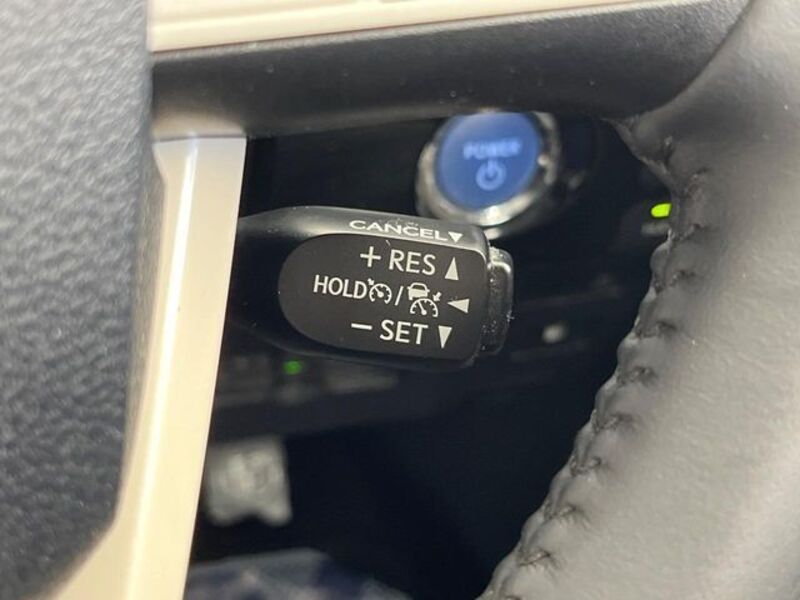 POWER
CANCEL▼
+ RES ▲
HOLD / ◀
− SET ▼